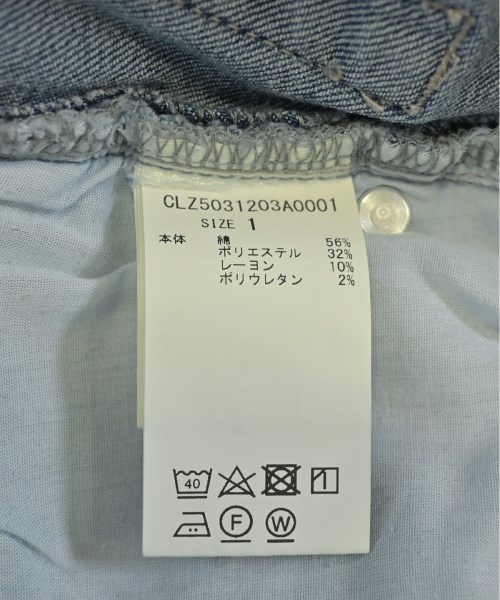 CLZ5031203A0001
SIZE 1
本体 綿 56%
ポリエステル 32%
レーヨン 10%
ポリウレタン 2%
40
F W